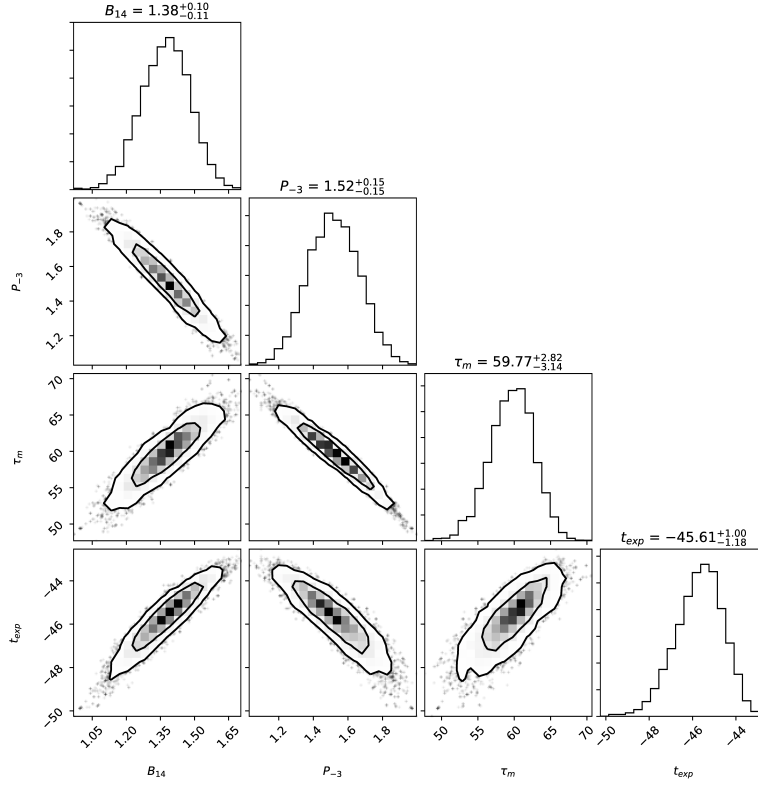 B₁₄ = 1.38⁺⁰·¹⁰₋₀.₁₁
P₋₃ = 1.52⁺⁰·¹⁵₋₀.₁₅
1.8
1.6
1.4
1.2
P₋₃
τₘ = 59.77⁺²·⁸²₋₃.₁₄
70
65
60
55
50
τₘ
t_exp = −45.61⁺¹·⁰⁰₋₁.₁₈
−44
−46
−48
−50
t_exp
1.05 1.20 1.35 1.50 1.65 1.2 1.4 1.6 1.8 50 55 60 65 70 −50 −48 −46 −44
B₁₄ P₋₃ τₘ t_exp